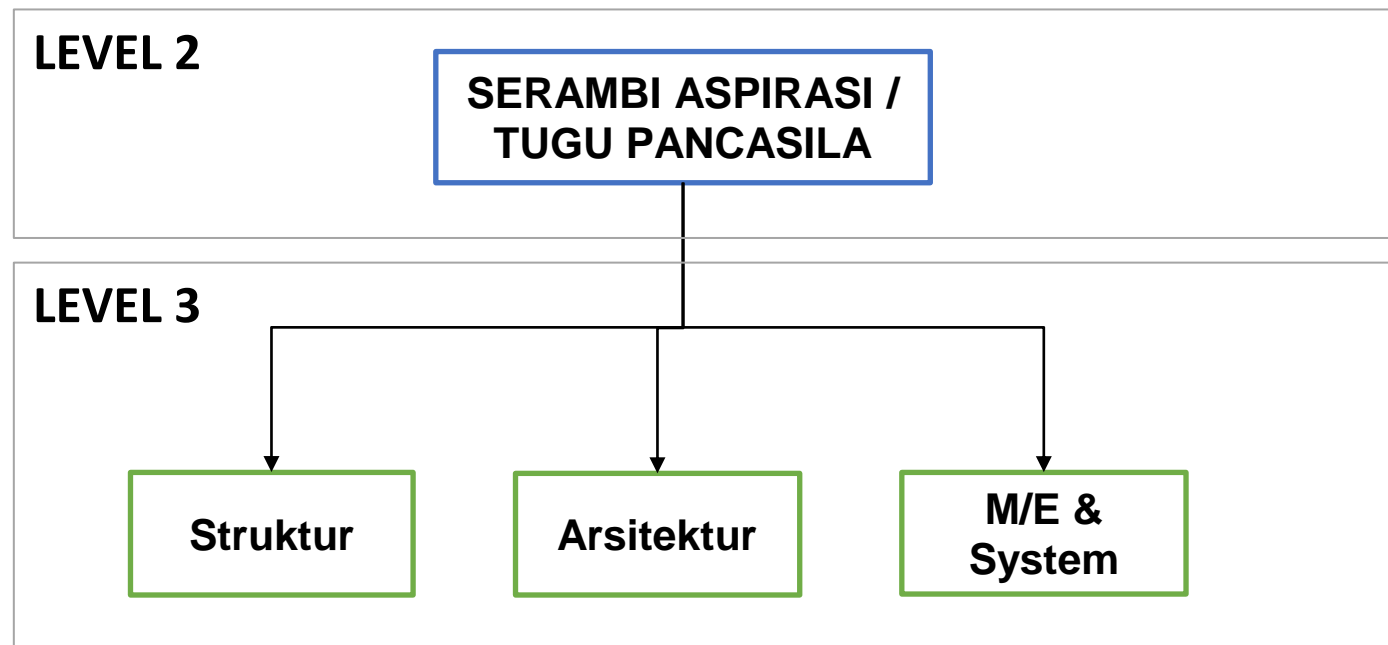 LEVEL 2
SERAMBI ASPIRASI /
TUGU PANCASILA
LEVEL 3
Struktur
Arsitektur
M/E &
System